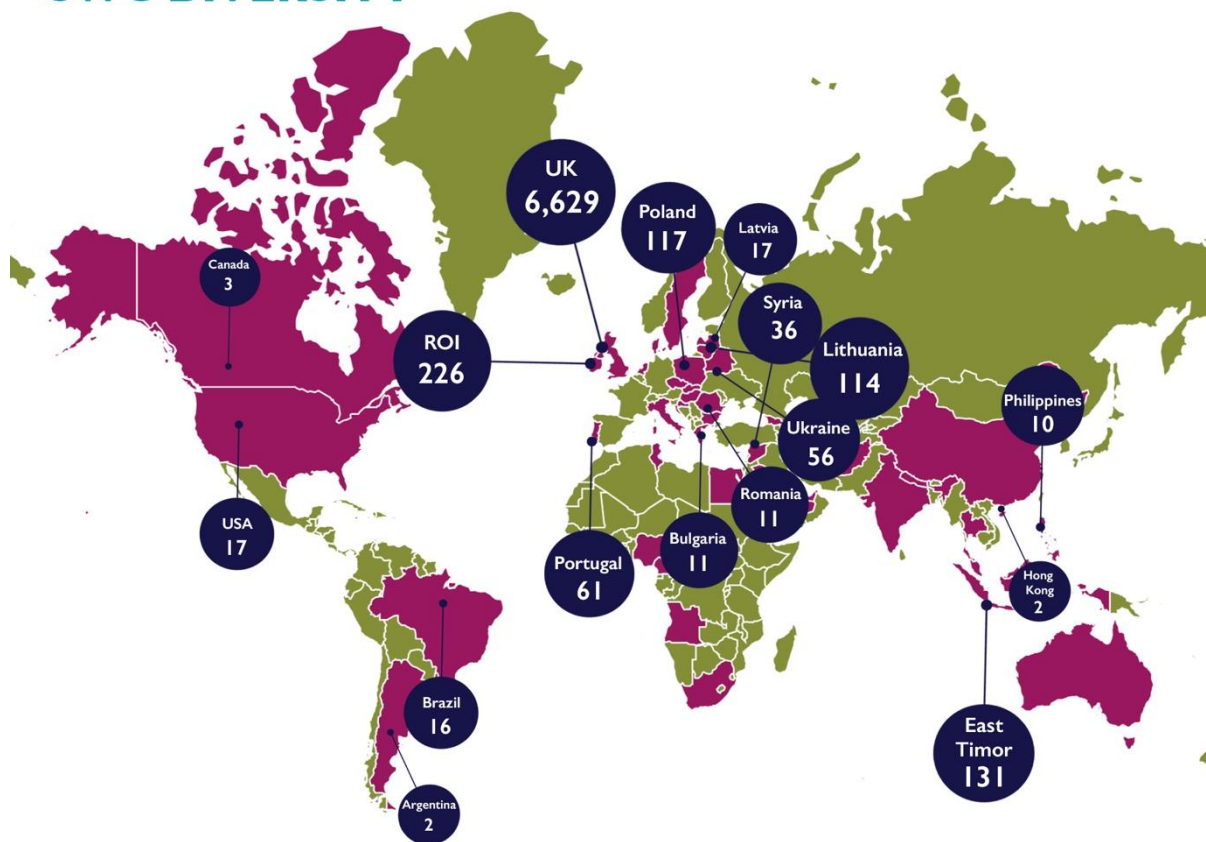 UK
6,629
Poland
117
Latvia
17
Canada
3
Syria
36
ROI
226
Lithuania
114
Philippines
10
Ukraine
56
USA
17
Romania
11
Bulgaria
11
Portugal
61
Hong
Kong
2
Brazil
16
East
Timor
131
Argentina
2